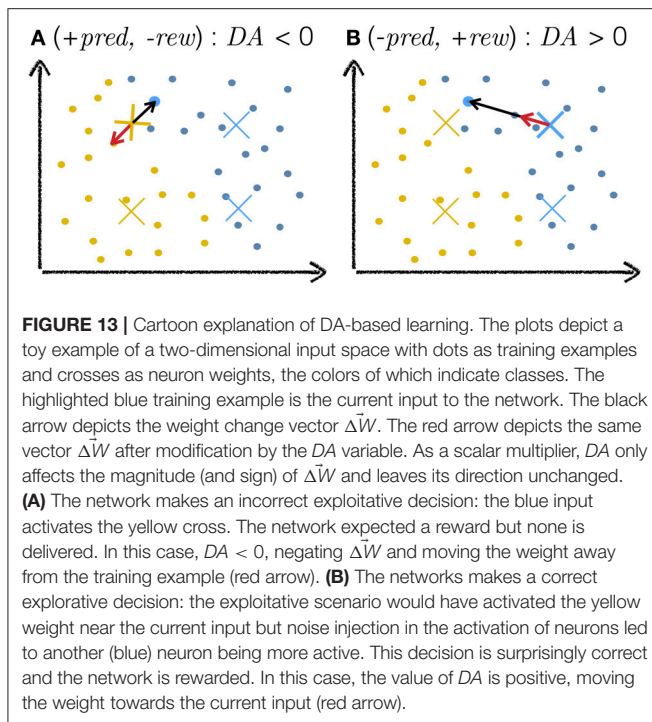 A (+pred, -rew) : DA < 0
B (-pred, +rew) : DA > 0
FIGURE 13 | Cartoon explanation of DA-based learning. The plots depict a
toy example of a two-dimensional input space with dots as training examples
and crosses as neuron weights, the colors of which indicate classes. The
highlighted blue training example is the current input to the network. The black
arrow depicts the weight change vector ΔW⃗. The red arrow depicts the same
vector ΔW⃗ after modification by the DA variable. As a scalar multiplier, DA only
affects the magnitude (and sign) of ΔW⃗ and leaves its direction unchanged.
(A) The network makes an incorrect exploitative decision: the blue input
activates the yellow cross. The network expected a reward but none is
delivered. In this case, DA < 0, negating ΔW⃗ and moving the weight away
from the training example (red arrow). (B) The networks makes a correct
explorative decision: the exploitative scenario would have activated the yellow
weight near the current input but noise injection in the activation of neurons led
to another (blue) neuron being more active. This decision is surprisingly correct
and the network is rewarded. In this case, the value of DA is positive, moving
the weight towards the current input (red arrow).